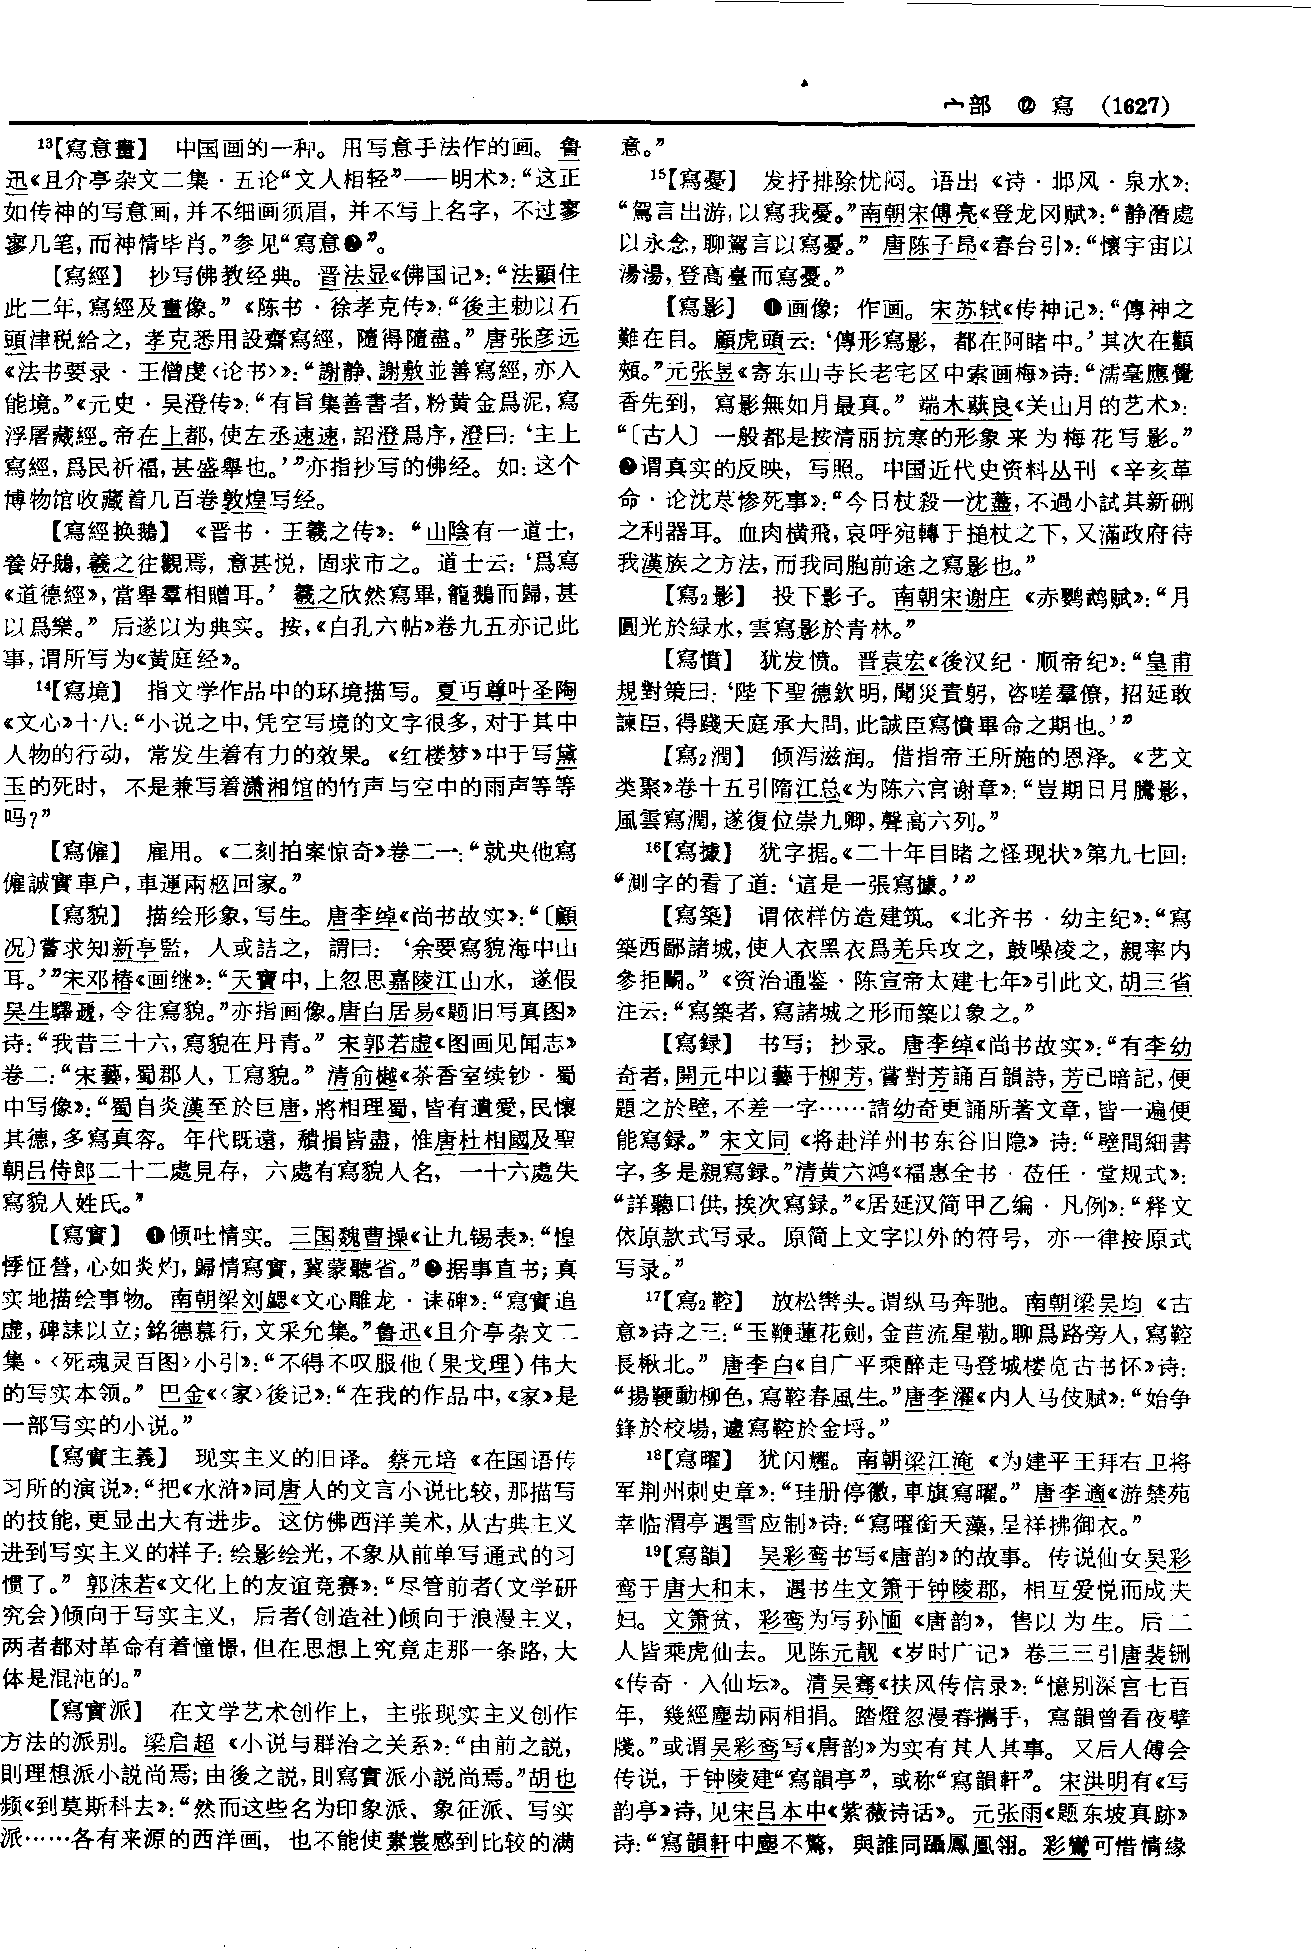 宀部 ⑫ 寫 (1627)
¹³【寫意畫】 中国画的一种。用写意手法作的画。鲁
迅《且介亭杂文二集·五论“文人相轻”——明术》：“这正
如传神的写意画，并不细画须眉，并不写上名字，不过寥
寥几笔，而神情毕肖。”参见“寫意❷”。
【寫經】 抄写佛教经典。晋法显《佛国记》：“法顯住
此二年，寫經及畫像。”《陈书·徐孝克传》：“後主勅以石
頭津税給之，孝克悉用設齋寫經，隨得隨盡。”唐张彦远
《法书要录·王僧虔〈论书〉》：“謝静、謝敷並善寫經，亦入
能境。”《元史·吴澄传》：“有旨集善書者，粉黄金爲泥，寫
浮屠藏經。帝在上都，使左丞速速，詔澄爲序，澄曰：‘主上
寫經，爲民祈福，甚盛舉也。’”亦指抄写的佛经。如：这个
博物馆收藏着几百卷敦煌写经。
【寫經换鵝】 《晋书·王羲之传》：“山陰有一道士，
養好鵝，羲之往觀焉，意甚悦，固求市之。道士云：‘爲寫
《道德經》，當舉羣相贈耳。’羲之欣然寫畢，籠鵝而歸，甚
以爲樂。”后遂以为典实。按，《白孔六帖》卷九五亦记此
事，谓所写为《黄庭经》。
¹⁴【寫境】 指文学作品中的环境描写。夏丏尊叶圣陶
《文心》十八：“小说之中，凭空写境的文字很多，对于其中
人物的行动，常发生着有力的效果。《红楼梦》中于写黛
玉的死时，不是兼写着潇湘馆的竹声与空中的雨声等等
吗？”
【寫僱】 雇用。《二刻拍案惊奇》卷二一：“就央他寫
僱誠實車户，車運兩柩回家。”
【寫貌】 描绘形象，写生。唐李绰《尚书故实》：“〔顧
况〕嘗求知新亭監，人或詰之，謂曰：‘余要寫貌海中山
耳。’”宋邓椿《画继》：“天寶中，上忽思嘉陵江山水，遂假
吴生驛遞，令往寫貌。”亦指画像。唐白居易《题旧写真图》
诗：“我昔三十六，寫貌在丹青。”宋郭若虚《图画见闻志》
卷二：“宋藝，蜀郡人，工寫貌。”清俞樾《茶香室续钞·蜀
中写像》：“蜀自炎漢至於巨唐，將相理蜀，皆有遺愛，民懷
其德，多寫真容。年代既遠，頹損皆盡，惟唐杜相國及聖
朝吕侍郎二十二處見存，六處有寫貌人名，一十六處失
寫貌人姓氏。”
【寫實】 ❶倾吐情实。三国魏曹操《让九锡表》：“惶
悸怔營，心如炎灼，歸情寫實，冀蒙聽省。”❷据事直书；真
实地描绘事物。南朝梁刘勰《文心雕龙·诔碑》：“寫實追
虚，碑誄以立；銘德慕行，文采允集。”鲁迅《且介亭杂文二
集·〈死魂灵百图〉小引》：“不得不叹服他（果戈理）伟大
的写实本领。”巴金《〈家〉後记》：“在我的作品中，《家》是
一部写实的小说。”
【寫實主義】 现实主义的旧译。蔡元培《在国语传
习所的演说》：“把《水浒》同唐人的文言小说比较，那描写
的技能，更显出大有进步。这仿佛西洋美术，从古典主义
进到写实主义的样子：绘影绘光，不象从前单写通式的习
惯了。”郭沫若《文化上的友谊竞赛》：“尽管前者（文学研
究会）倾向于写实主义，后者（创造社）倾向于浪漫主义，
两者都对革命有着憧憬，但在思想上究竟走那一条路，大
体是混沌的。”
【寫實派】 在文学艺术创作上，主张现实主义创作
方法的派别。梁启超《小说与群治之关系》：“由前之説，
則理想派小説尚焉；由後之説，則寫實派小説尚焉。”胡也
频《到莫斯科去》：“然而这些名为印象派、象征派、写实
派……各有来源的西洋画，也不能使素裳感到比较的满
意。”
¹⁵【寫憂】 发抒排除忧闷。语出《诗·邶风·泉水》：
“駕言出游，以寫我憂。”南朝宋傅亮《登龙冈赋》：“静潛處
以永念，聊駕言以寫憂。”唐陈子昂《春台引》：“懷宇宙以
湯湯，登高臺而寫憂。”
【寫影】 ❶画像；作画。宋苏轼《传神记》：“傳神之
難在目。顧虎頭云：‘傳形寫影，都在阿睹中。’其次在顴
頰。”元张昱《寄东山寺长老宅区中索画梅》诗：“濡毫應覺
香先到，寫影無如月最真。”端木蕻良《关山月的艺术》：
“〔古人〕一般都是按清丽抗寒的形象来为梅花写影。”
❷谓真实的反映，写照。中国近代史资料丛刊《辛亥革
命·论沈荩惨死事》：“今日杖殺一沈藎，不過小試其新硎
之利器耳。血肉横飛，哀呼宛轉于搥杖之下，又滿政府待
我漢族之方法，而我同胞前途之寫影也。”
【寫₂影】 投下影子。南朝宋谢庄《赤鹦鹉赋》：“月
圓光於緑水，雲寫影於青林。”
【寫憤】 犹发愤。晋袁宏《後汉纪·顺帝纪》：“皇甫
規對策曰：‘陛下聖德欽明，聞災責躬，咨嗟羣僚，招延敢
諫臣，得踐天庭承大問，此誠臣寫憤畢命之期也。’”
【寫₂潤】 倾泻滋润。借指帝王所施的恩泽。《艺文
类聚》卷十五引隋江总《为陈六宫谢章》：“豈期日月騰影，
風雲寫潤，遂復位崇九卿，聲高六列。”
¹⁶【寫據】 犹字据。《二十年目睹之怪现状》第九七回：
“測字的看了道：‘這是一張寫據。’”
【寫築】 谓依样仿造建筑。《北齐书·幼主纪》：“寫
築西鄙諸城，使人衣黑衣爲羌兵攻之，鼓噪凌之，親率内
參拒鬭。”《资治通鉴·陈宣帝太建七年》引此文，胡三省
注云：“寫築者，寫諸城之形而築以象之。”
【寫録】 书写；抄录。唐李绰《尚书故实》：“有李幼
奇者，開元中以藝于柳芳，嘗對芳誦百韻詩，芳已暗記，便
題之於壁，不差一字……請幼奇更誦所著文章，皆一遍便
能寫録。”宋文同《将赴洋州书东谷旧隐》诗：“壁間細書
字，多是親寫録。”清黄六鸿《福惠全书·莅任·堂规式》：
“詳聽口供，挨次寫録。”《居延汉简甲乙编·凡例》：“释文
依原款式写录。原简上文字以外的符号，亦一律按原式
写录。”
¹⁷【寫₂鞚】 放松辔头。谓纵马奔驰。南朝梁吴均《古
意》诗之三：“玉鞭蓮花劍，金苣流星勒。聊爲路旁人，寫鞚
長楸北。”唐李白《自广平乘醉走马登城楼览古书怀》诗：
“揚鞭動柳色，寫鞚春風生。”唐李濯《内人马伎赋》：“始争
鋒於校場，遽寫鞚於金埒。”
¹⁸【寫曜】 犹闪耀。南朝梁江淹《为建平王拜右卫将
军荆州刺史章》：“珪册停徽，車旗寫曜。”唐李適《游禁苑
幸临渭亭遇雪应制》诗：“寫曜銜天藻，呈祥拂御衣。”
¹⁹【寫韻】 吴彩鸾书写《唐韵》的故事。传说仙女吴彩
鸾于唐大和末，遇书生文箫于钟陵郡，相互爱悦而成夫
妇。文箫贫，彩鸾为写孙愐《唐韵》，售以为生。后二
人皆乘虎仙去。见陈元靓《岁时广记》卷三三引唐裴铏
《传奇·入仙坛》。清吴骞《扶风传信录》：“憶别深宫七百
年，幾經塵劫兩相捐。踏燈忽漫春攜手，寫韻曾看夜擘
牋。”或谓吴彩鸾写《唐韵》为实有其人其事。又后人傅会
传说，于钟陵建“寫韻亭”，或称“寫韻軒”。宋洪明有《写
韵亭》诗，见宋吕本中《紫薇诗话》。元张雨《题东坡真跡》
诗：“寫韻軒中塵不驚，與誰同躡鳳凰翎。彩鸞可惜情緣